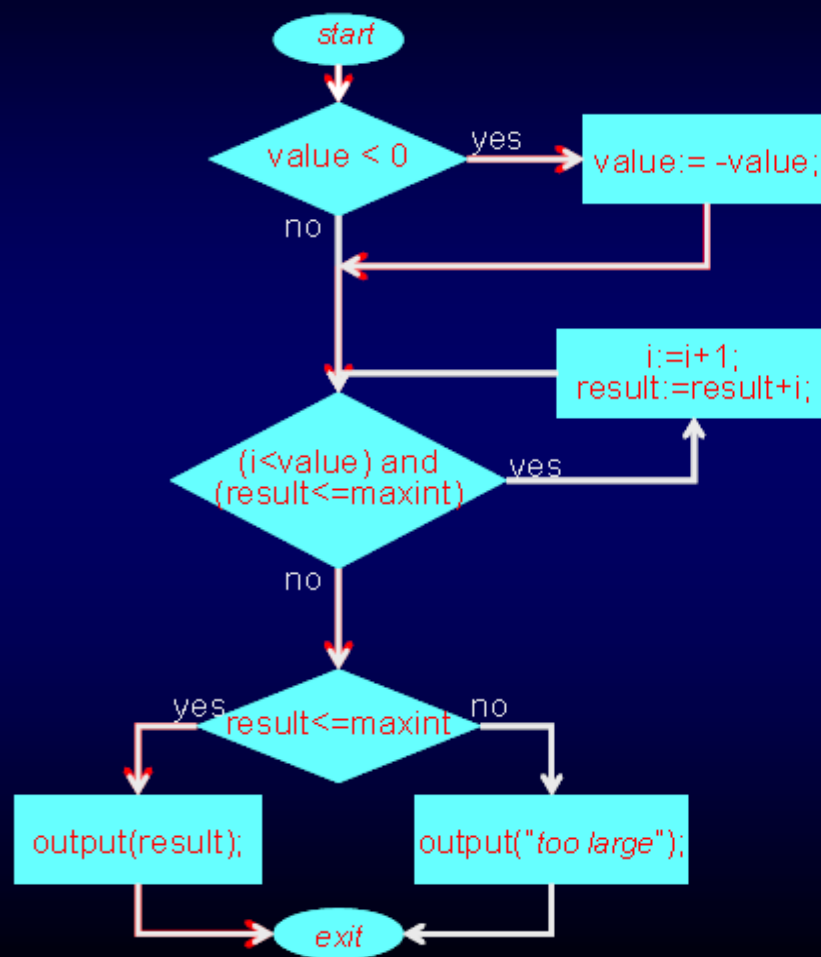 start
value < 0
yes
value:= -value;
no
i:=i+1;
result:=result+i;
(i<value) and
(result<=maxint)
yes
no
yes
result<=maxint
no
output(result);
output("too large");
exit